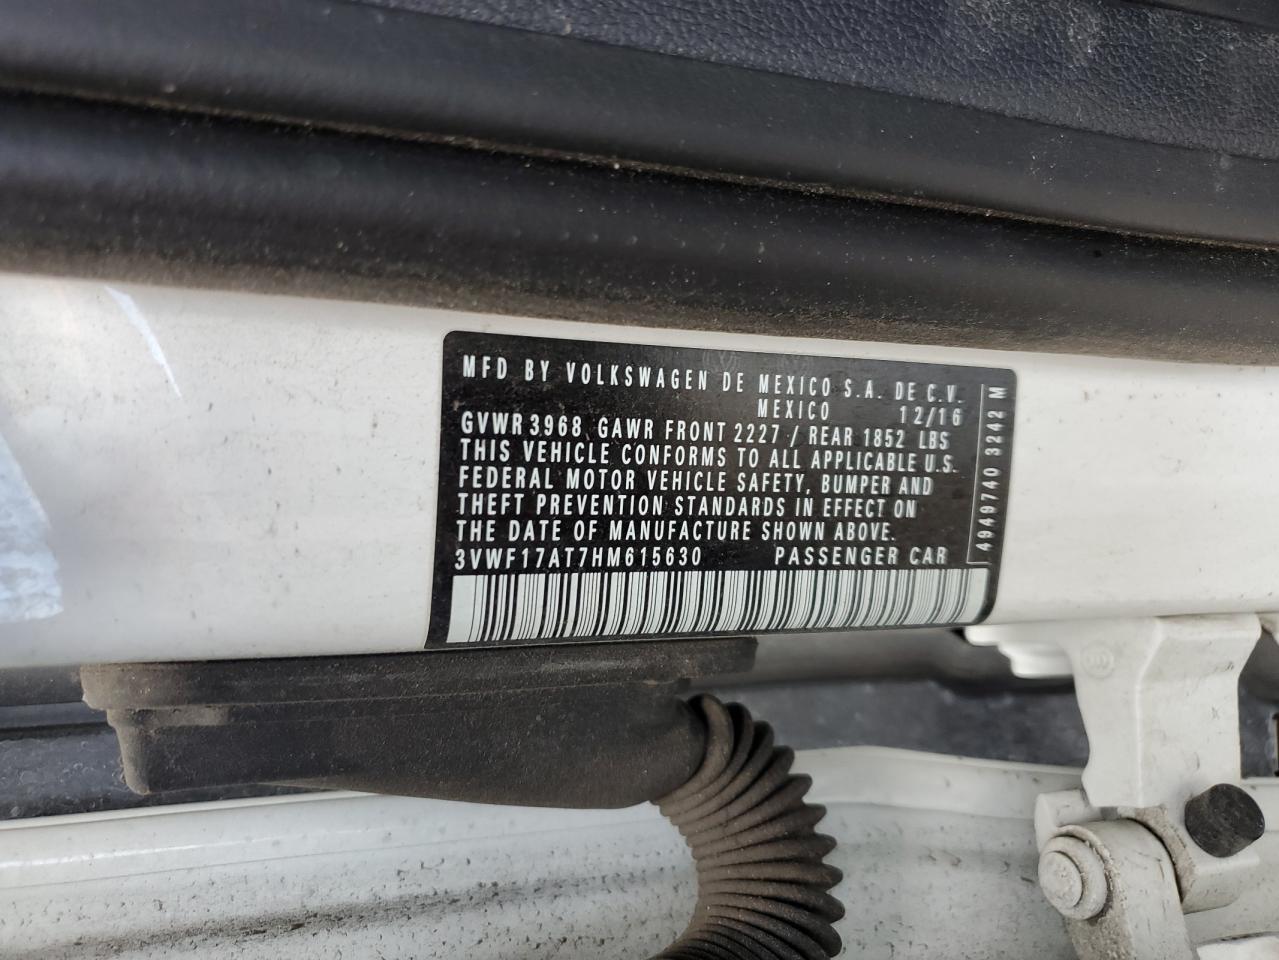 MFD BY VOLKSWAGEN DE MEXICO S.A. DE C.V.
MEXICO 12/16
GVWR 3968 GAWR FRONT 2227 / REAR 1852 LBS
THIS VEHICLE CONFORMS TO ALL APPLICABLE U.S.
FEDERAL MOTOR VEHICLE SAFETY, BUMPER AND
THEFT PREVENTION STANDARDS IN EFFECT ON
THE DATE OF MANUFACTURE SHOWN ABOVE.
3VWF17AT7HM615630 PASSENGER CAR
4949740 3242 M